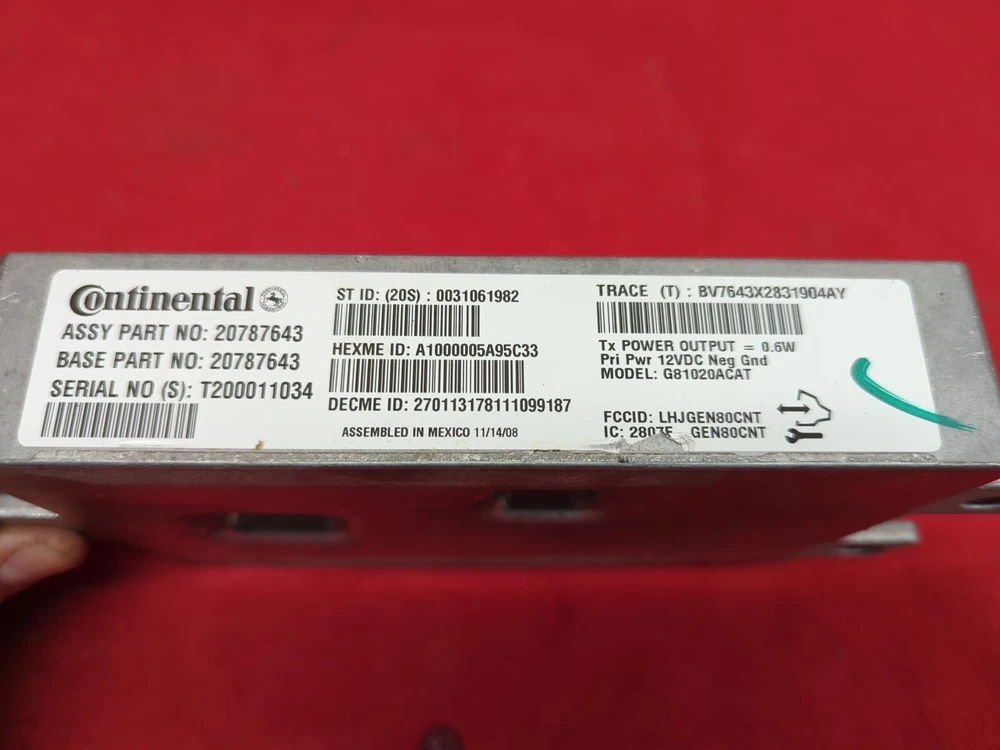 Continental
ASSY PART NO: 20787643
BASE PART NO: 20787643
SERIAL NO (S): T200011034
ST ID: (20S) : 0031061982
HEXME ID: A1000005A95C33
DECME ID: 270113178111099187
ASSEMBLED IN MEXICO 11/14/08
TRACE (T) : BV7643X2831904AY
Tx POWER OUTPUT = 0.6W
Pri Pwr 12VDC Neg Gnd
MODEL: G81020ACAT
FCCID: LHJGEN80CNT
IC: GEN80CNT